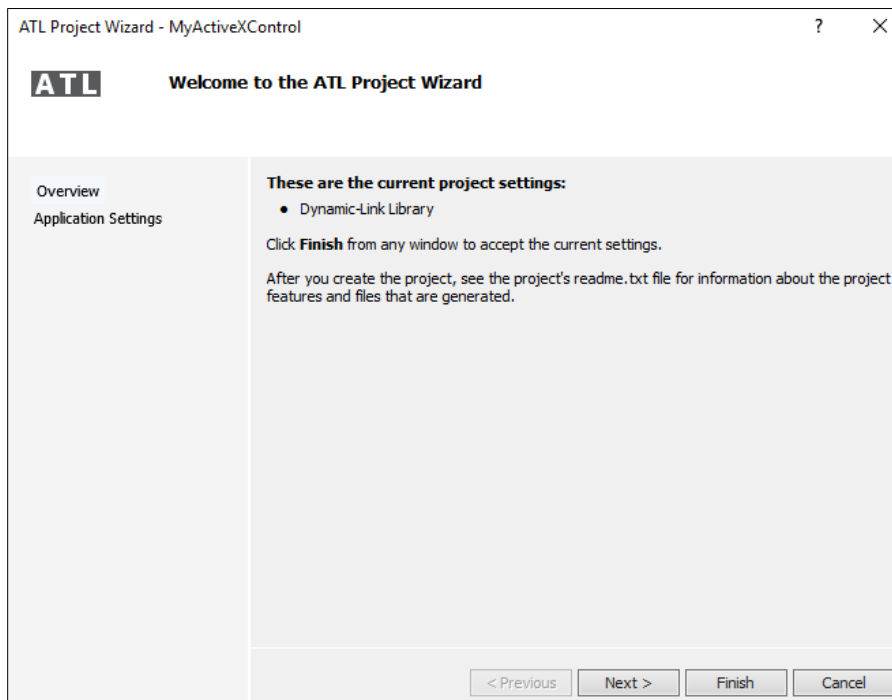 ATL Project Wizard - MyActiveXControl ?
ATL Welcome to the ATL Project Wizard
Overview
Application Settings
These are the current project settings:
• Dynamic-Link Library
Click Finish from any window to accept the current settings.
After you create the project, see the project's readme.txt file for information about the project
features and files that are generated.
< Previous Next > Finish Cancel